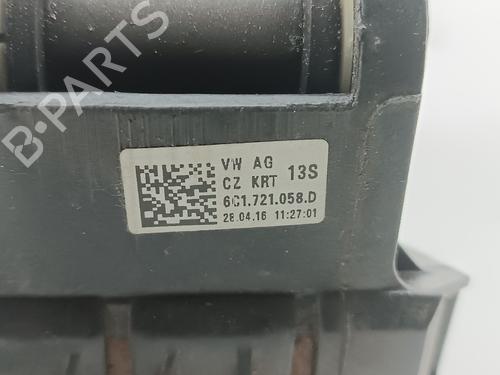 B-PARTS
VW AG
CZ KRT 13S
6C1.721.058.D
28.04.16 11:27:01